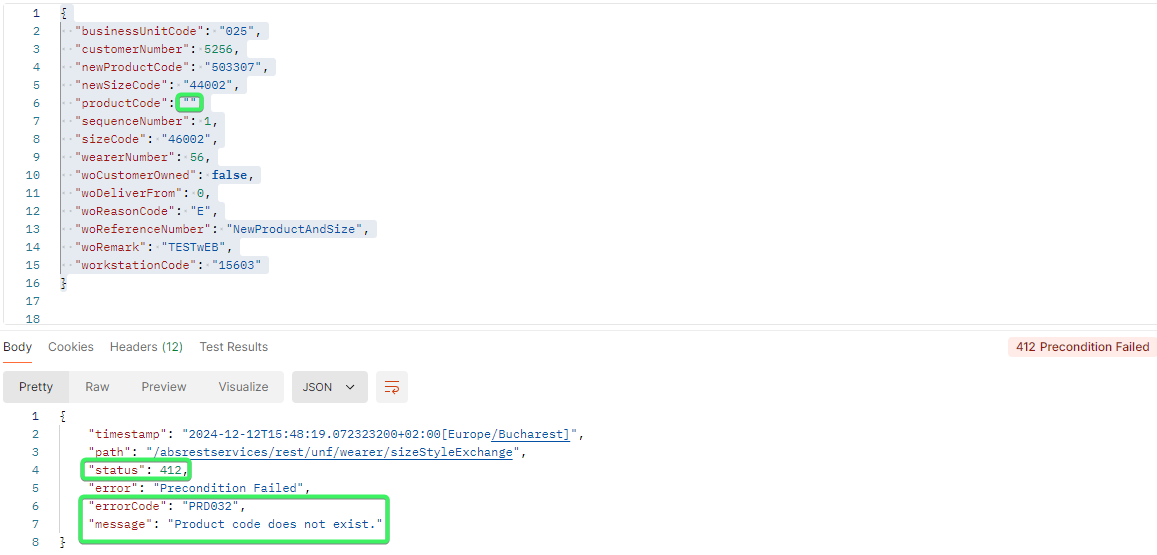 1 {
2 "businessUnitCode": "025",
3 "customerNumber": 5256,
4 "newProductCode": "503307",
5 "newSizeCode": "44002",
6 "productCode": ""
7 "sequenceNumber": 1,
8 "sizeCode": "46002",
9 "wearerNumber": 56,
10 "woCustomerOwned": false,
11 "woDeliverFrom": 0,
12 "woReasonCode": "E",
13 "woReferenceNumber": "NewProductAndSize",
14 "woRemark": "TESTwEB",
15 "workstationCode": "15603"
16 }
17
18
Body Cookies Headers (12) Test Results 412 Precondition Failed
Pretty Raw Preview Visualize JSON
1 {
2 "timestamp": "2024-12-12T15:48:19.072323200+02:00[Europe/Bucharest]",
3 "path": "/absrestservices/rest/unf/wearer/sizeStyleExchange",
4 "status": 412,
5 "error": "Precondition Failed",
6 "errorCode": "PRD032",
7 "message": "Product code does not exist."
8 }